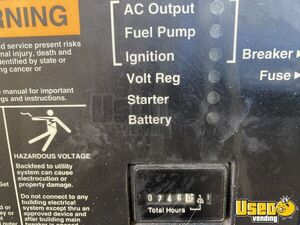 RNING
AC Output
Fuel Pump
Ignition
Breaker
Volt Reg
Fuse
Starter
Battery
d service present risks
nal injury, death and
identified by state or
ng cancer or
e manual for important
gs and instructions.
HAZARDOUS VOLTAGE
Backfeed to utility
system can cause
electrocution or
property damage.
Do not connect to any
building's electrical
system except thru an
approved device and
after building main
Total Hours
Used
vending